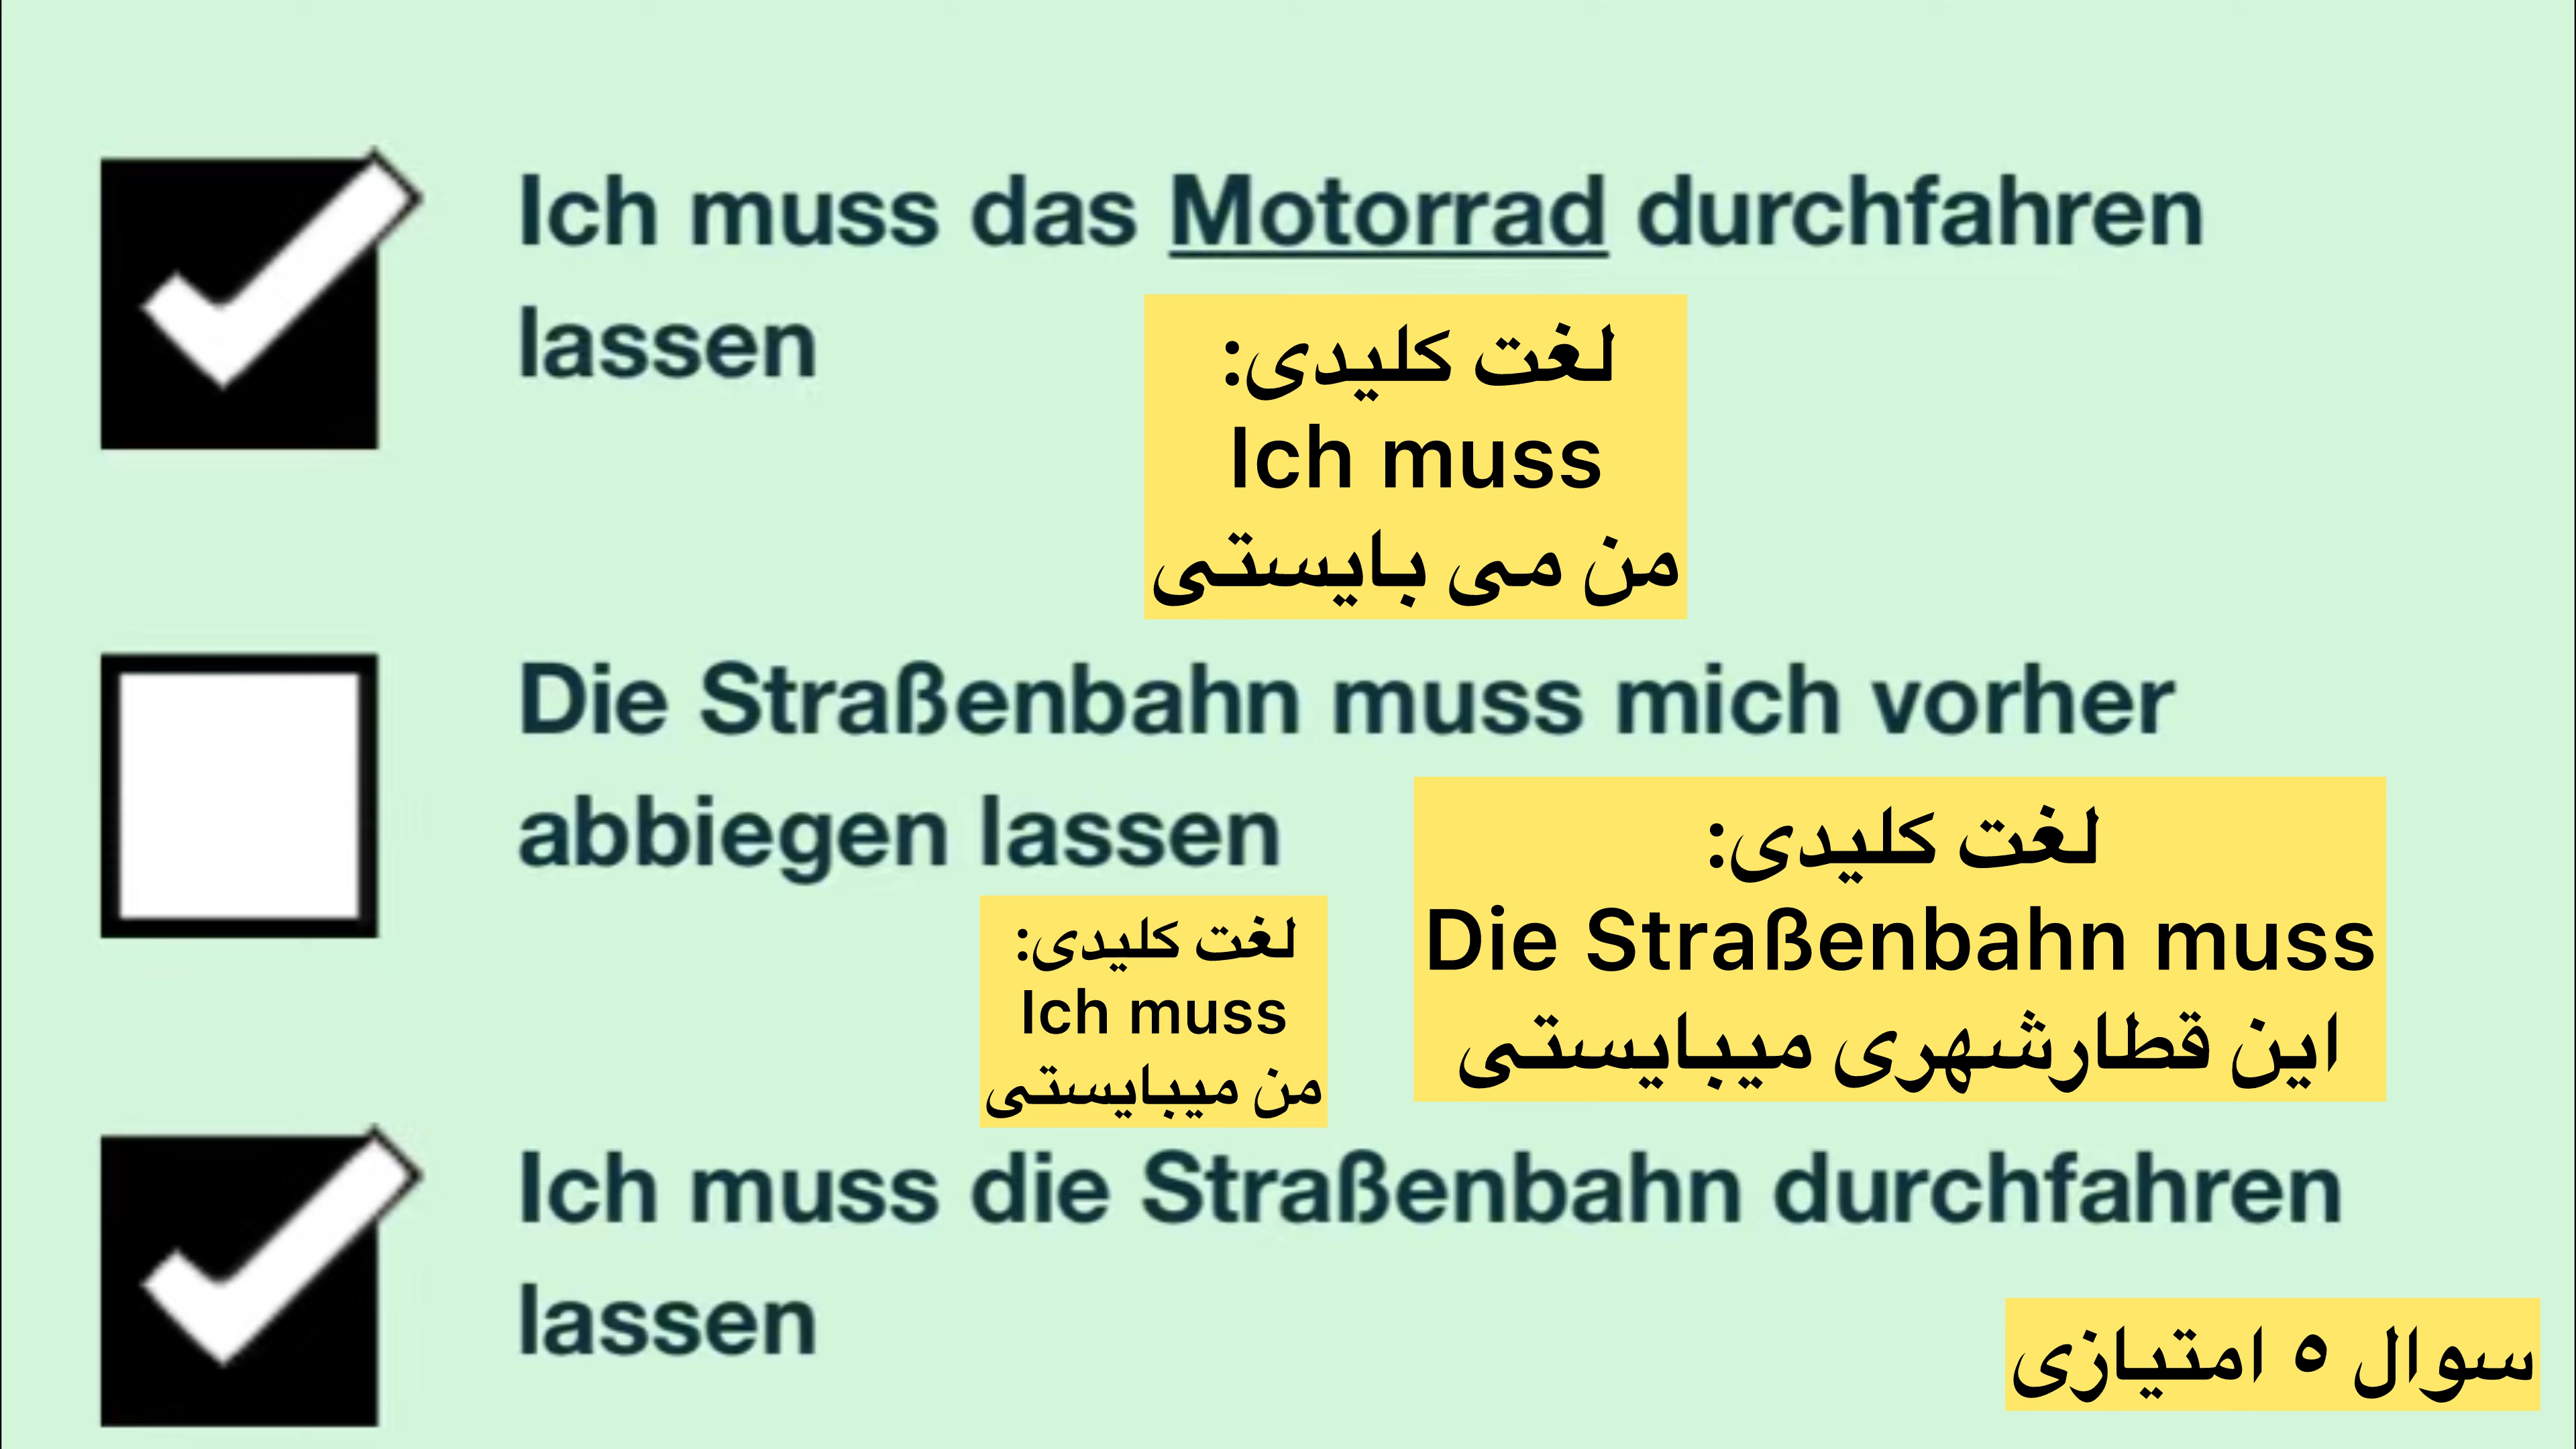 Ich muss das Motorrad durchfahren
lassen
لغت کلیدی:
Ich muss
من می بایستی
Die Straßenbahn muss mich vorher
abbiegen lassen
لغت کلیدی:
Die Straßenbahn muss
این قطارشهری میبایستی
لغت کلیدی:
Ich muss
من میبایستی
Ich muss die Straßenbahn durchfahren
lassen
سوال ۵ امتیازی